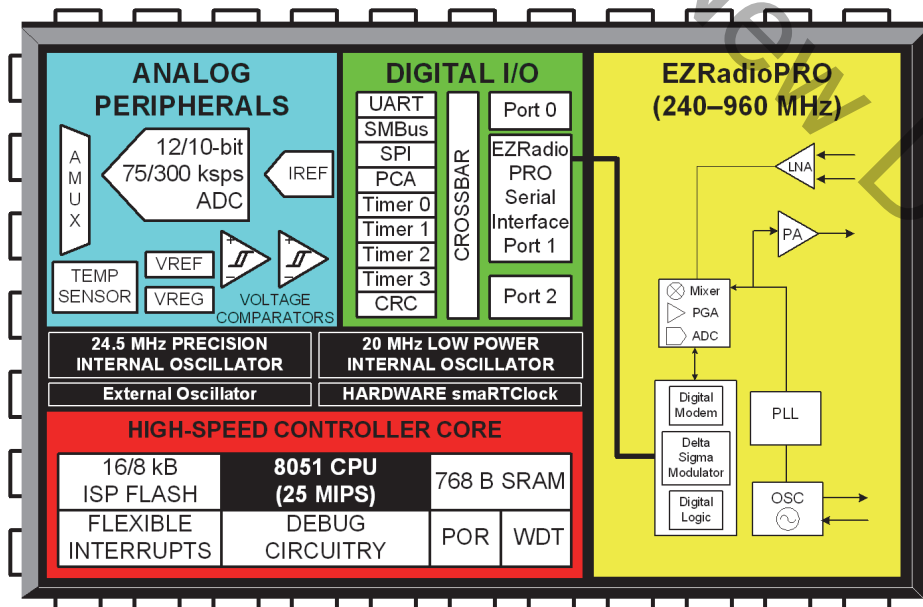 ANALOG
PERIPHERALS
A
M
U
X
12/10-bit
75/300 ksps
ADC
IREF
TEMP
SENSOR
VREF
VREG
+
–
+
–
VOLTAGE
COMPARATORS
DIGITAL I/O
UART
SMBus
SPI
PCA
Timer 0
Timer 1
Timer 2
Timer 3
CRC
CROSSBAR
Port 0
EZRadio
PRO
Serial
Interface
Port 1
Port 2
EZRadioPRO
(240–960 MHz)
LNA
PA
Mixer
PGA
ADC
Digital
Modem
Delta
Sigma
Modulator
Digital
Logic
PLL
OSC
24.5 MHz PRECISION
INTERNAL OSCILLATOR
20 MHz LOW POWER
INTERNAL OSCILLATOR
External Oscillator
HARDWARE smaRTClock
HIGH-SPEED CONTROLLER CORE
16/8 kB
ISP FLASH
8051 CPU
(25 MIPS)
768 B SRAM
FLEXIBLE
INTERRUPTS
DEBUG
CIRCUITRY
POR
WDT